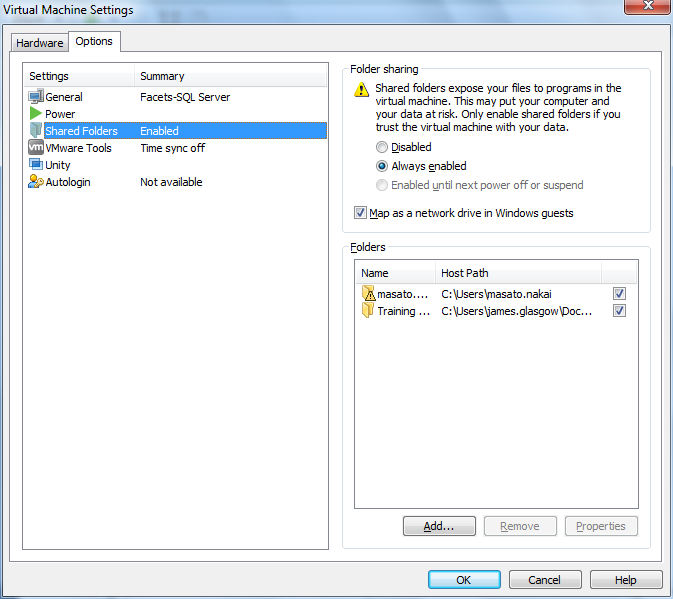 Virtual Machine Settings
Hardware
Options
Settings Summary
General Facets-SQL Server
Power
Shared Folders Enabled
vm VMware Tools Time sync off
Unity
Autologin Not available
Folder sharing
Shared folders expose your files to programs in the
virtual machine. This may put your computer and
your data at risk. Only enable shared folders if you
trust the virtual machine with your data.
Disabled
Always enabled
Enabled until next power off or suspend
Map as a network drive in Windows guests
Folders
Name Host Path
masato.... C:\Users\masato.nakai
Training ... C:\Users\james.glasgow\Doc...
Add... Remove Properties
OK Cancel Help